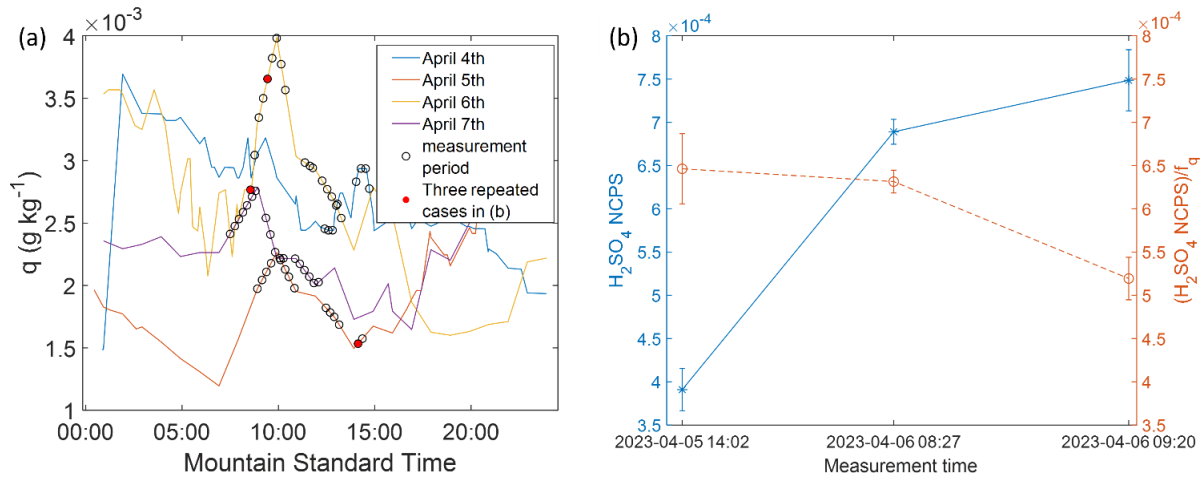 (a)
×10⁻³
4
3.5
3
2.5
2
1.5
1
q (g kg⁻¹)
00:00 05:00 10:00 15:00 20:00
Mountain Standard Time
April 4th
April 5th
April 6th
April 7th
measurement
period
Three repeated
cases in (b)
(b)
×10⁻⁴
8
7.5
7
6.5
6
5.5
5
4.5
4
3.5
H₂SO₄ NCPS
2023-04-05 14:02 2023-04-06 08:27 2023-04-06 09:20
Measurement time
×10⁻⁴
8
7.5
7
6.5
6
5.5
5
4.5
4
3.5
(H₂SO₄ NCPS)/f_q